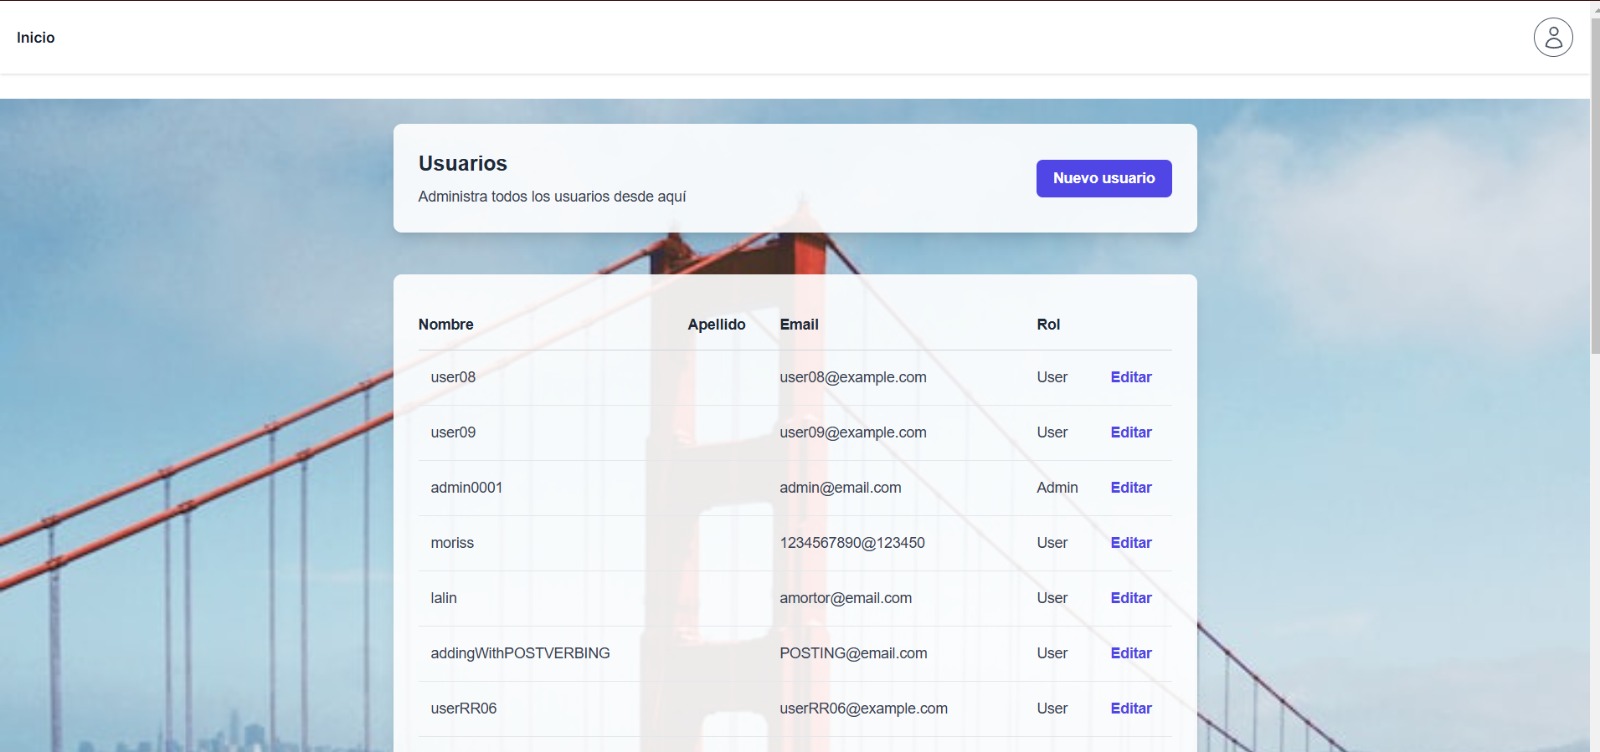 Inicio
Usuarios
Administra todos los usuarios desde aquí
Nuevo usuario
Nombre Apellido Email Rol
user08 user08@example.com User Editar
user09 user09@example.com User Editar
admin0001 admin@email.com Admin Editar
moriss 1234567890@123450 User Editar
lalin amortor@email.com User Editar
addingWithPOSTVERBING POSTING@email.com User Editar
userRR06 userRR06@example.com User Editar